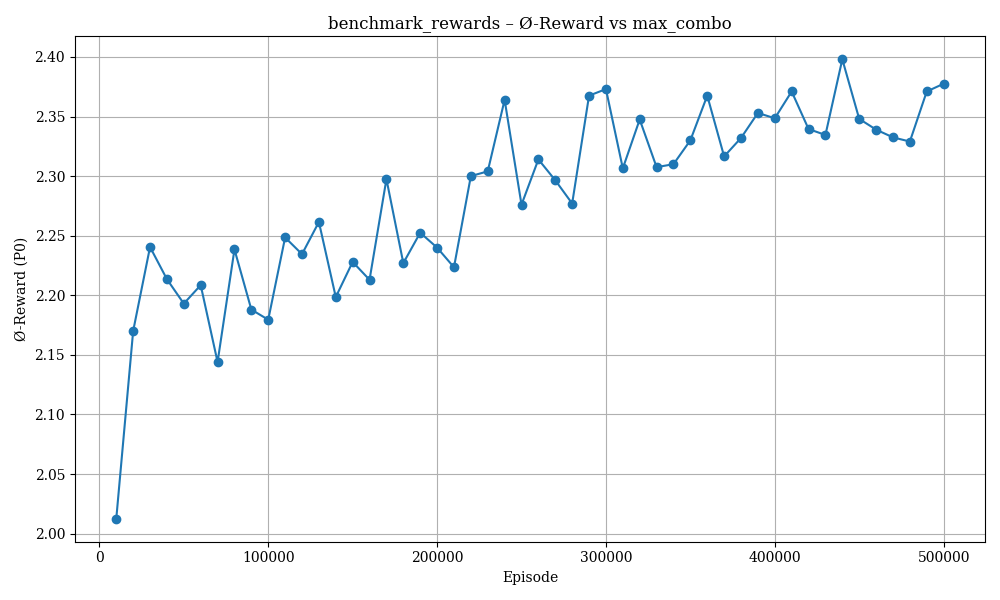 benchmark_rewards – Ø-Reward vs max_combo
Ø-Reward (P0)
2.40
2.35
2.30
2.25
2.20
2.15
2.10
2.05
2.00
0 100000 200000 300000 400000 500000
Episode